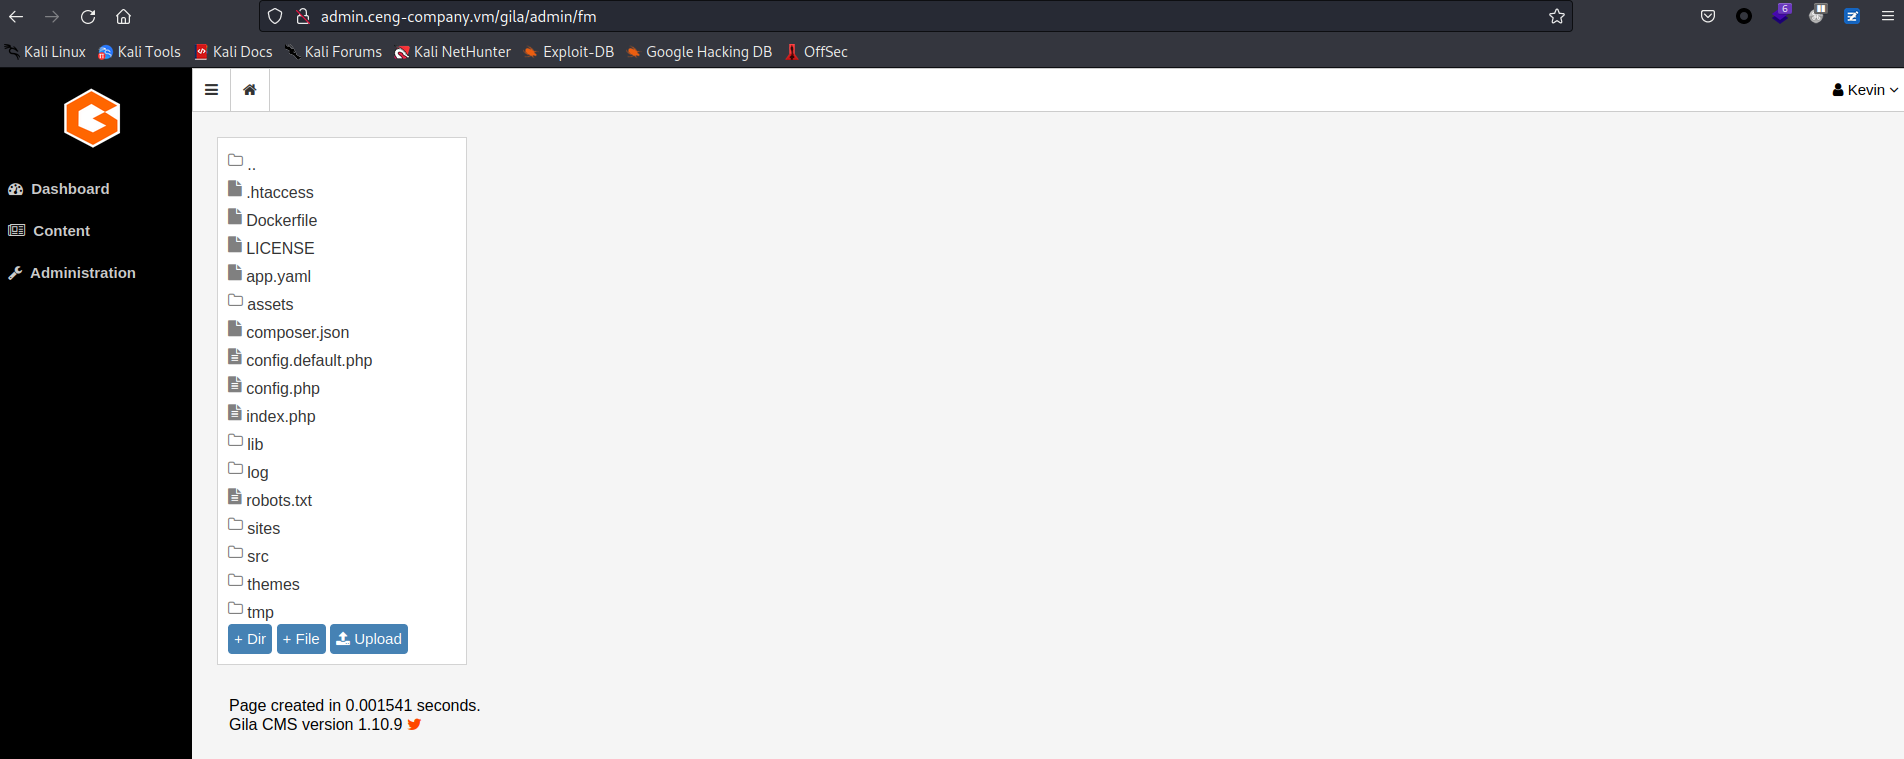 admin.ceng-company.vm/gila/admin/fm
6
Kali Linux Kali Tools Kali Docs Kali Forums Kali NetHunter Exploit-DB Google Hacking DB OffSec
Kevin
Dashboard
Content
Administration
..
.htaccess
Dockerfile
LICENSE
app.yaml
assets
composer.json
config.default.php
config.php
index.php
lib
log
robots.txt
sites
src
themes
tmp
+ Dir + File Upload
Page created in 0.001541 seconds.
Gila CMS version 1.10.9